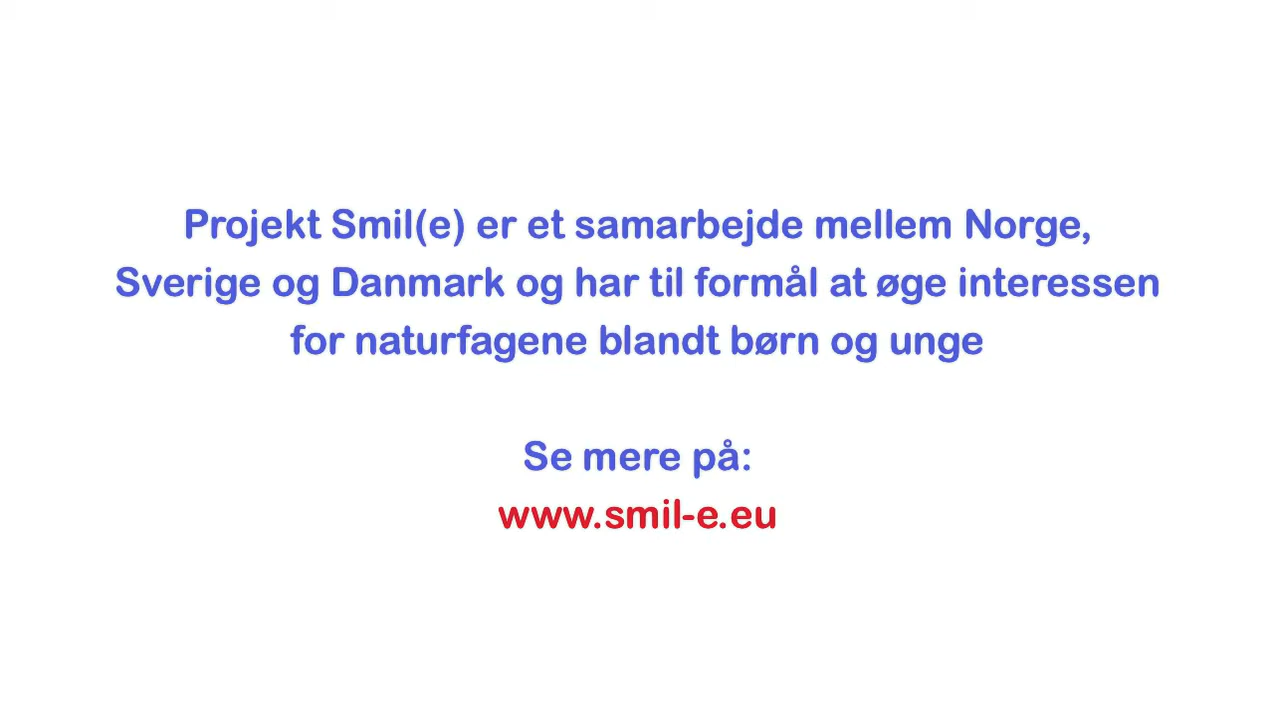 Projekt Smil(e) er et samarbejde mellem Norge,
Sverige og Danmark og har til formål at øge interessen
for naturfagene blandt børn og unge
Se mere på:
www.smil-e.eu